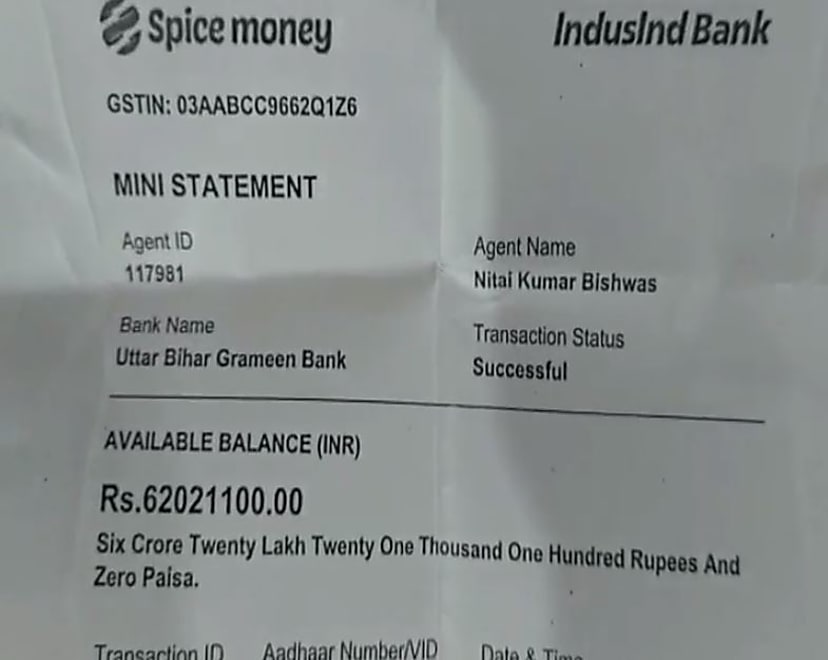 Spice money
IndusInd Bank
GSTIN: 03AABCC9662Q1Z6
MINI STATEMENT
Agent ID
117981
Agent Name
Nitai Kumar Bishwas
Bank Name
Uttar Bihar Grameen Bank
Transaction Status
Successful
AVAILABLE BALANCE (INR)
Rs.62021100.00
Six Crore Twenty Lakh Twenty One Thousand One Hundred Rupees And
Zero Paisa.
Transaction ID Aadhaar Number/VID Date & Time